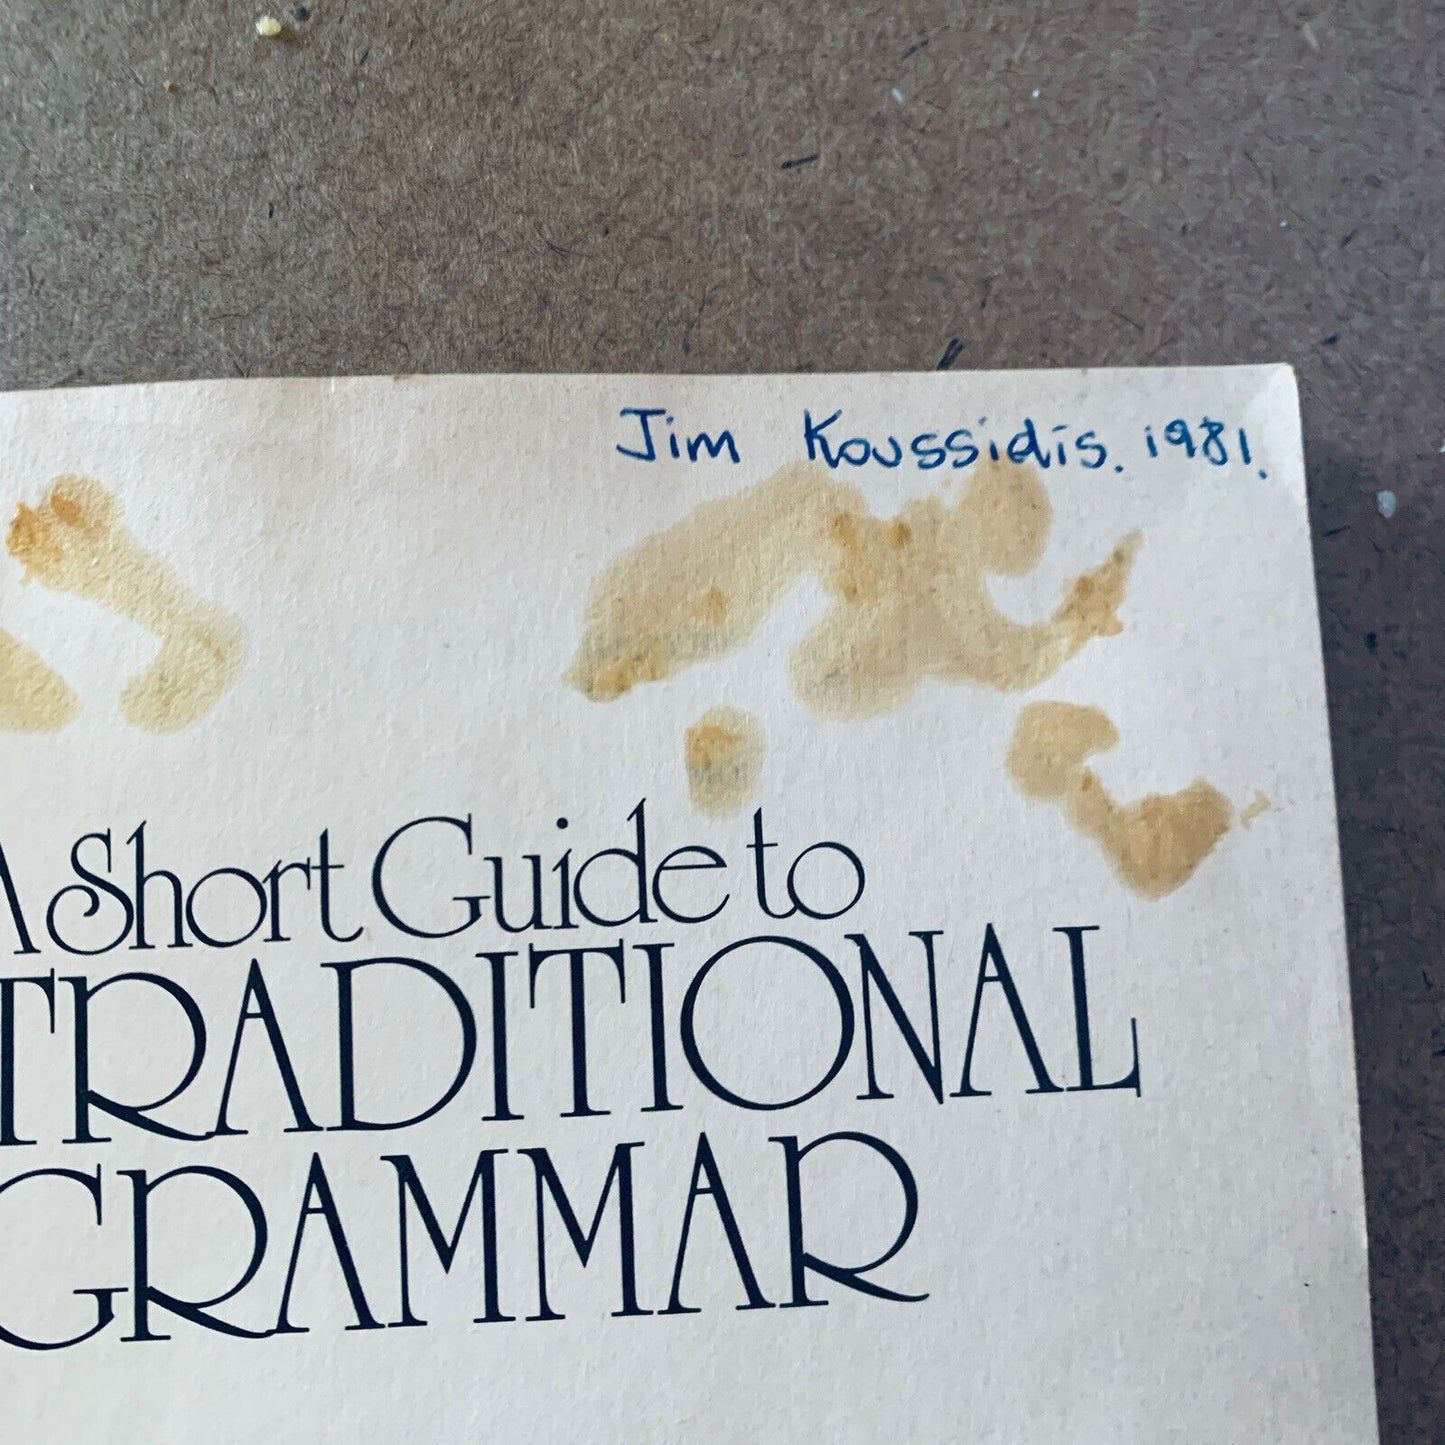 Jim Koussidis. 1981.
A Short Guide to
TRADITIONAL
GRAMMAR